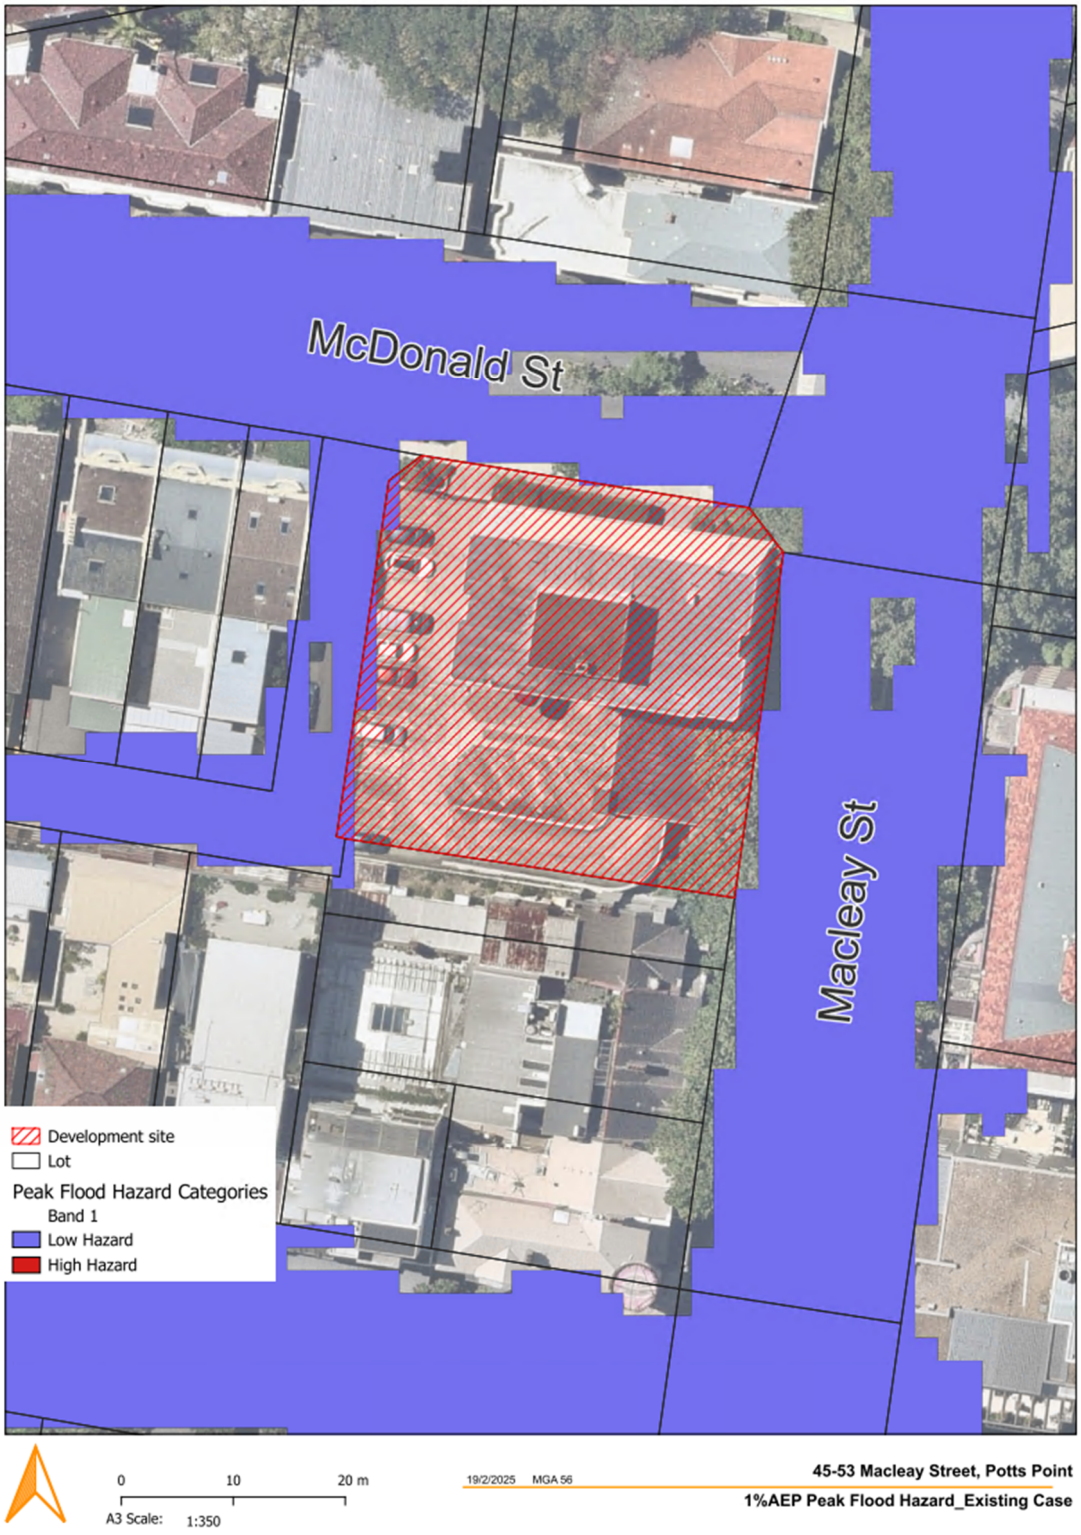 McDonald St
Macleay St
Development site
Lot
Peak Flood Hazard Categories
Band 1
Low Hazard
High Hazard
0 10 20 m
A3 Scale: 1:350
19/2/2025 MGA 56
45-53 Macleay Street, Potts Point
1%AEP Peak Flood Hazard_Existing Case